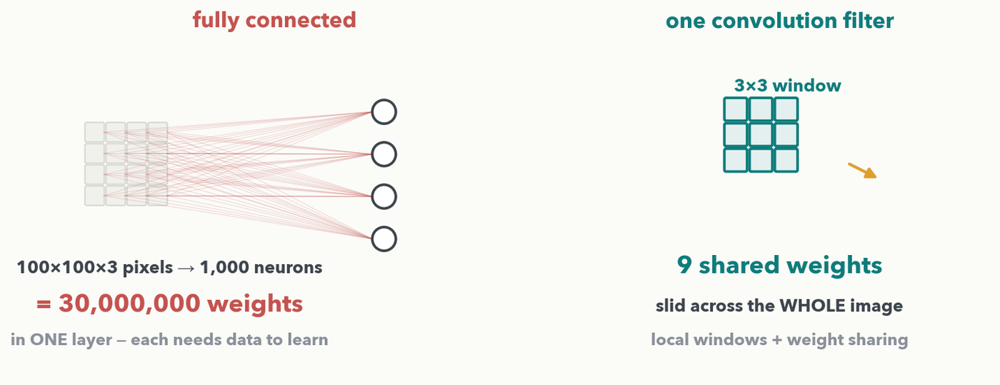 fully connected
100×100×3 pixels → 1,000 neurons
= 30,000,000 weights
in ONE layer – each needs data to learn
one convolution filter
3×3 window
9 shared weights
slid across the WHOLE image
local windows + weight sharing